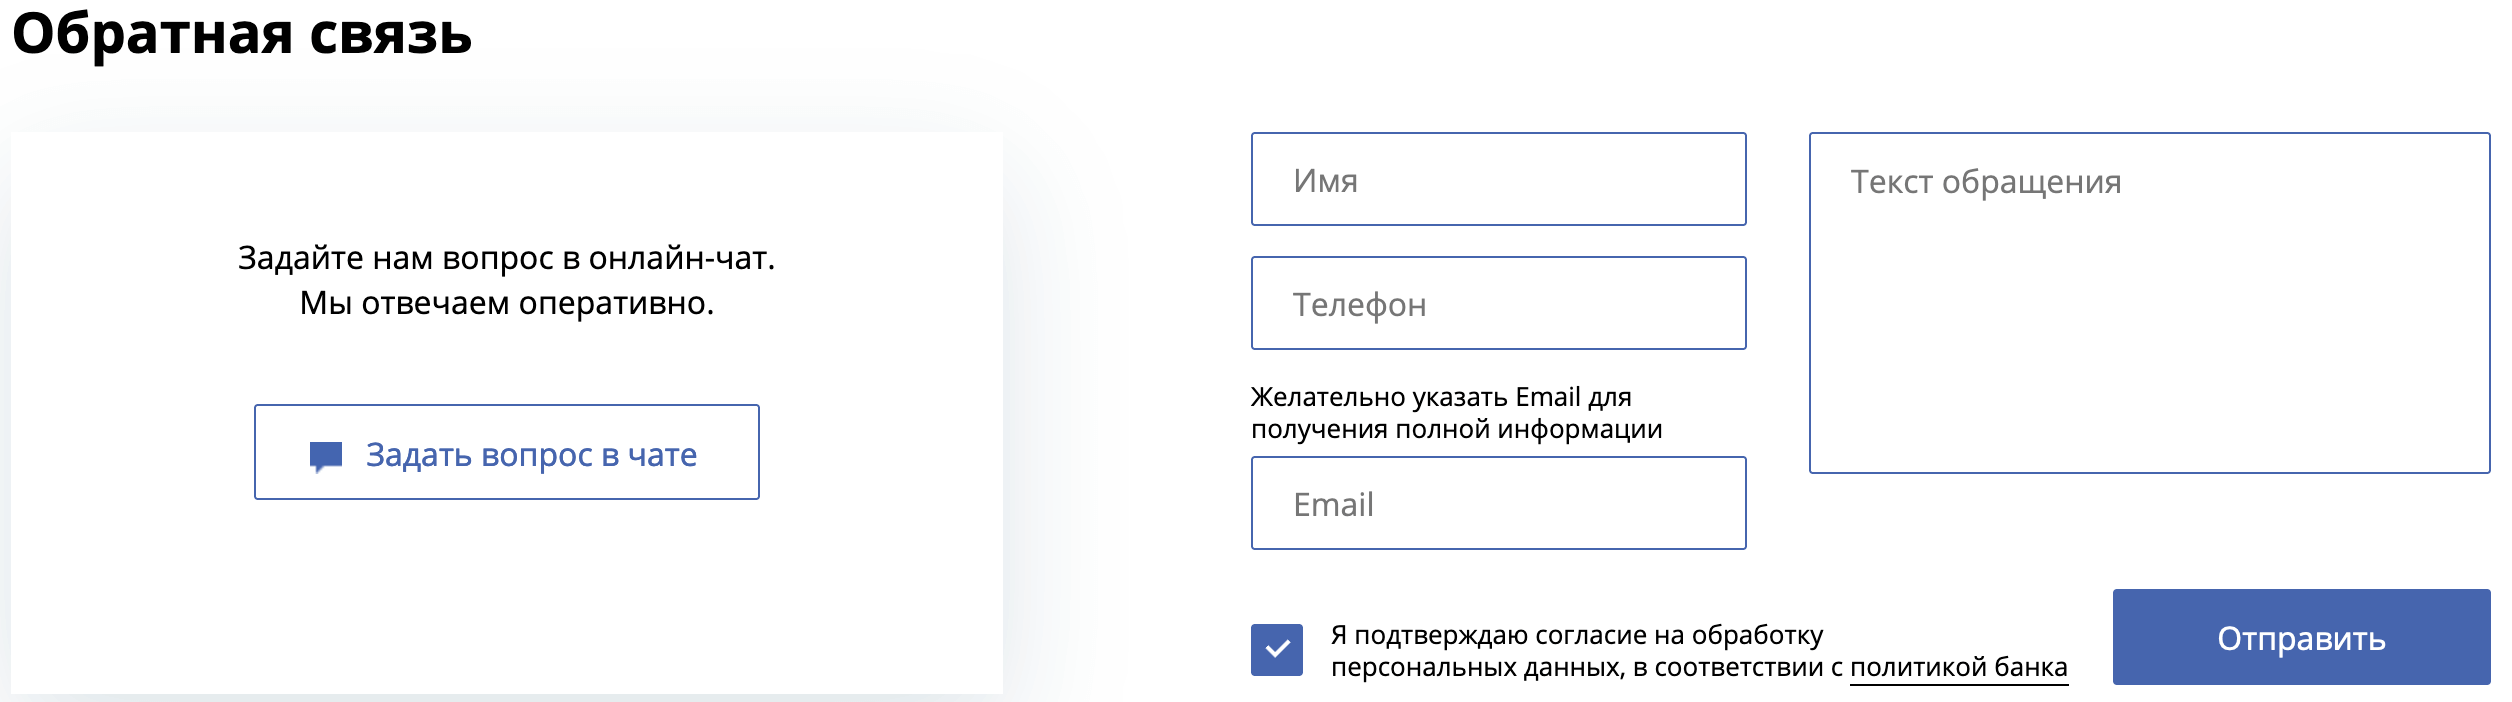 Обратная связь
Задайте нам вопрос в онлайн-чат.
Мы отвечаем оперативно.
Задать вопрос в чате
Имя
Телефон
Желательно указать Email для
получения полной информации
Email
Текст обращения
Я подтверждаю согласие на обработку
персональных данных, в соответствии с политикой банка
Отправить